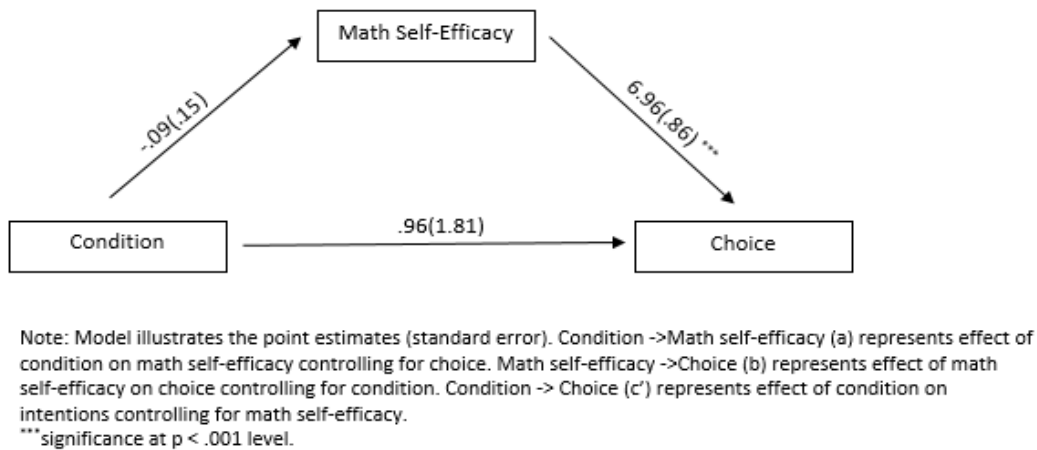 Math Self-Efficacy
-.09(.15)
6.96(.86) ***
Condition
.96(1.81)
Choice
Note: Model illustrates the point estimates (standard error). Condition ->Math self-efficacy (a) represents effect of
condition on math self-efficacy controlling for choice. Math self-efficacy ->Choice (b) represents effect of math
self-efficacy on choice controlling for condition. Condition -> Choice (c’) represents effect of condition on
intentions controlling for math self-efficacy.
***significance at p < .001 level.